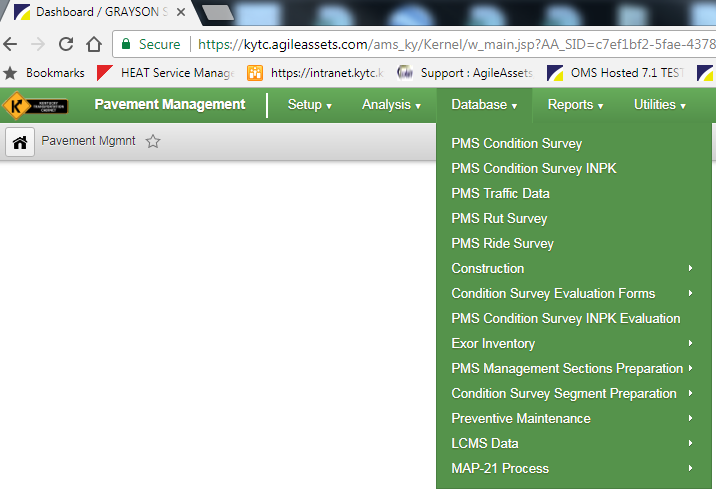 Dashboard / GRAYSON S
Secure https://kytc.agileassets.com/ams_ky/Kernel/w_main.jsp?AA_SID=c7ef1bf2-5fae-4378
Bookmarks HEAT Service Manage https://intranet.kytc.k Support : AgileAssets OMS Hosted 7.1 TEST
KENTUCKY TRANSPORTATION CABINET Pavement Management Setup Analysis Database Reports Utilities
Pavement Mgmnt
PMS Condition Survey
PMS Condition Survey INPK
PMS Traffic Data
PMS Rut Survey
PMS Ride Survey
Construction
Condition Survey Evaluation Forms
PMS Condition Survey INPK Evaluation
Exor Inventory
PMS Management Sections Preparation
Condition Survey Segment Preparation
Preventive Maintenance
LCMS Data
MAP-21 Process